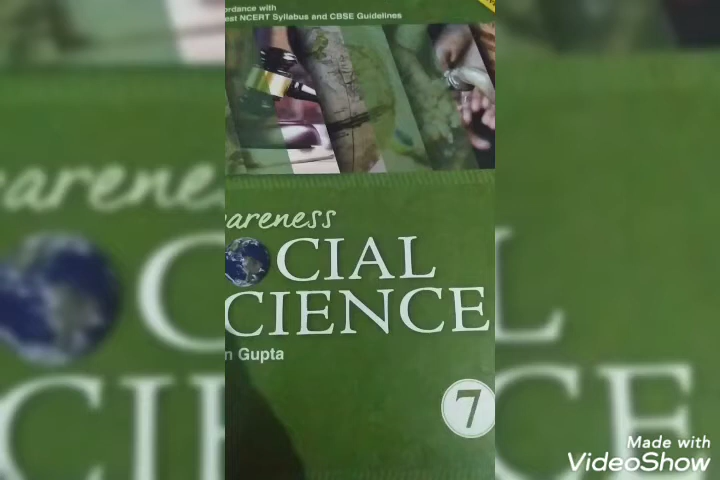 ordance with
est NCERT Syllabus and CBSE Guidelines
areness
OCIAL
CIENCE
n Gupta
7
Made with
VideoShow